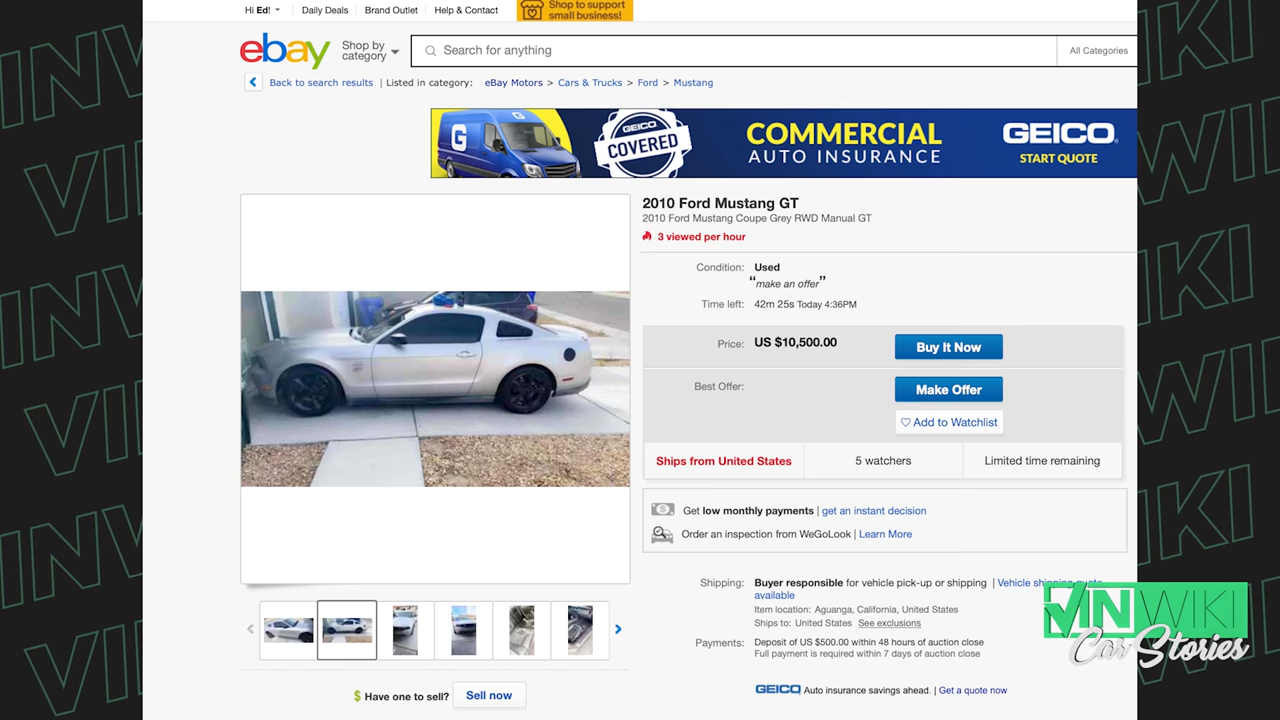 Hi Ed!
Daily Deals
Brand Outlet
Help & Contact
Shop to support
small business!
ebay
Shop by
category
Search for anything
All Categories
Back to search results | Listed in category: eBay Motors > Cars & Trucks > Ford > Mustang
G
GEICO
COVERED
COMMERCIAL
AUTO INSURANCE
GEICO
START QUOTE
2010 Ford Mustang GT
2010 Ford Mustang Coupe Grey RWD Manual GT
3 viewed per hour
Condition: Used
“make an offer”
Time left: 42m 25s Today 4:36PM
Price: US $10,500.00
Buy It Now
Best Offer:
Make Offer
Add to Watchlist
Ships from United States
5 watchers
Limited time remaining
Get low monthly payments | get an instant decision
Order an inspection from WeGoLook | Learn More
Shipping: Buyer responsible for vehicle pick-up or shipping | Vehicle shipping quote
available
Item location: Aguanga, California, United States
Ships to: United States See exclusions
Payments: Deposit of US $500.00 within 48 hours of auction close
Full payment is required within 7 days of auction close
GEICO Auto insurance savings ahead. | Get a quote now
$ Have one to sell? Sell now
VINWIKI
Car Stories